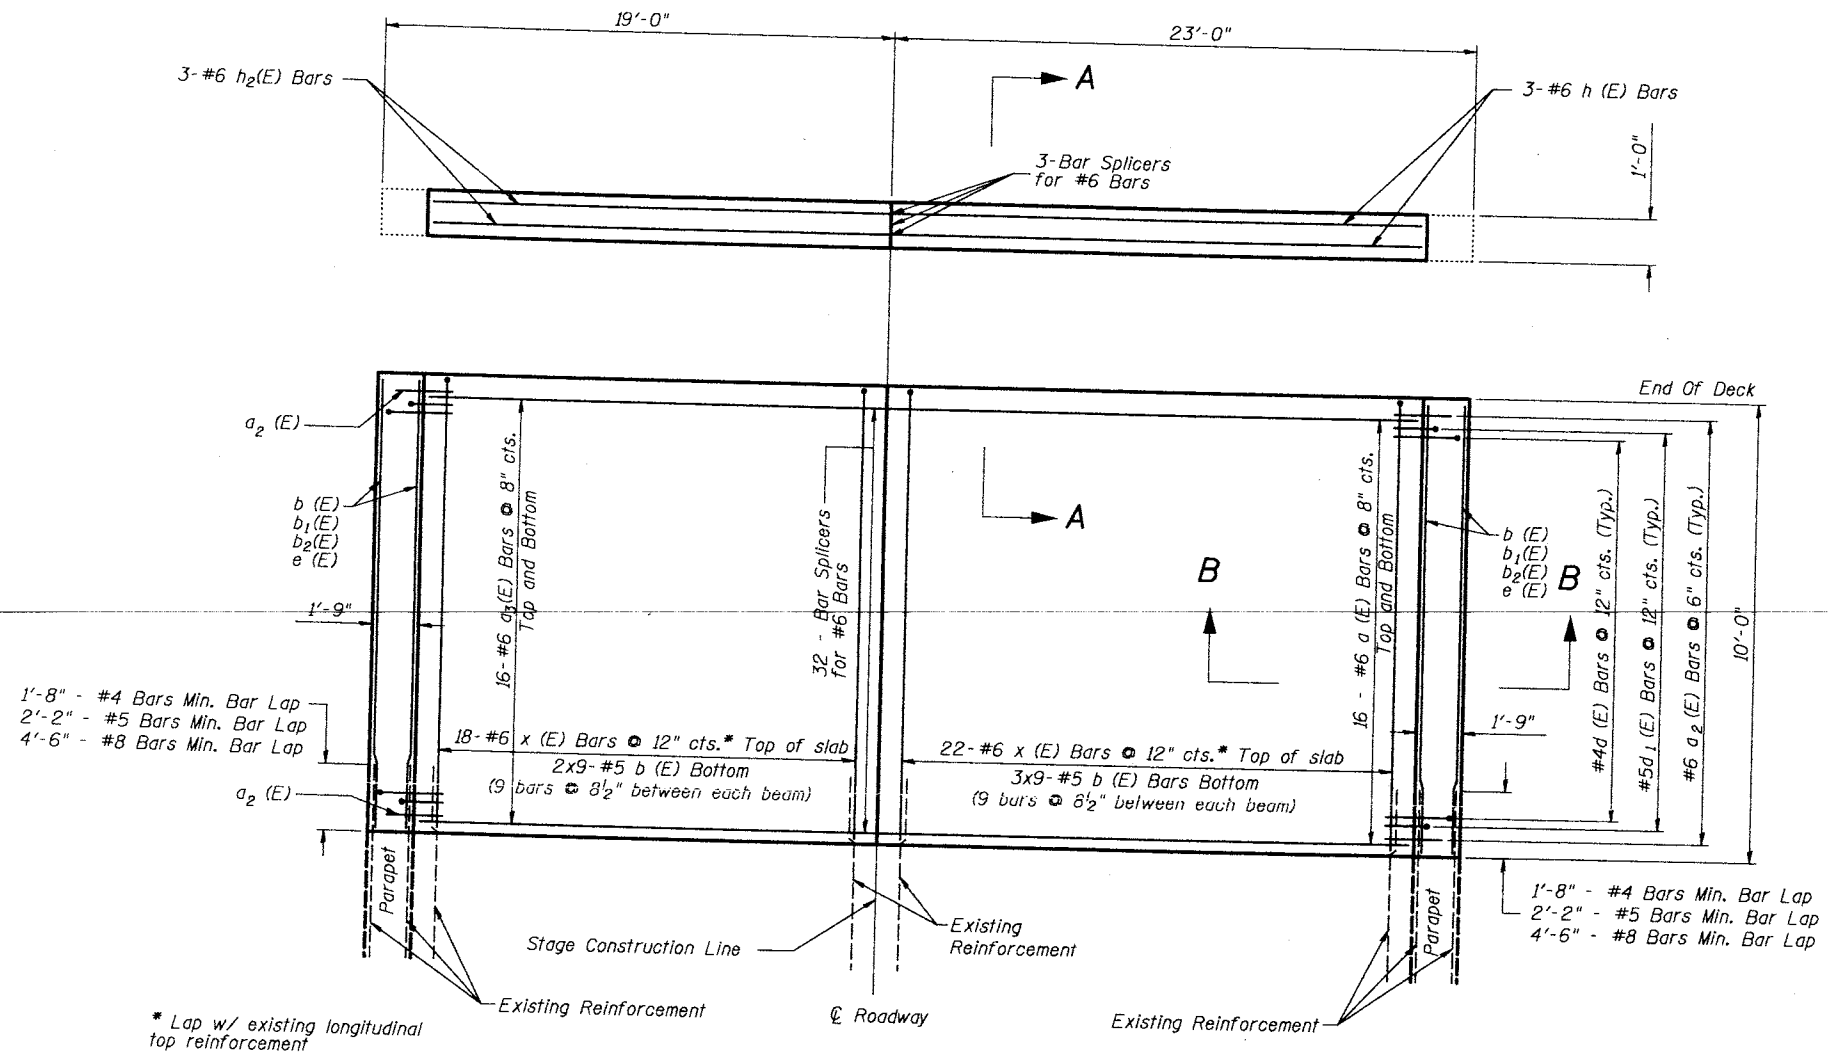 19'-0"
23'-0"
3-#6 h2(E) Bars
A
3-#6 h (E) Bars
3-Bar Splicers
for #6 Bars
1'-0"
End Of Deck
a2 (E)
b (E)
b1(E)
b2(E)
e (E)
1'-9"
16-#6 a3(E) Bars @ 8" cts.
Top and Bottom
32 - Bar Splicers
for #6 Bars
A
B
16 - #6 a (E) Bars @ 8" cts.
Top and Bottom
b (E)
b1(E)
b2(E)
e (E)
B
#4d (E) Bars @ 12" cts. (Typ.)
#5d1 (E) Bars @ 12" cts. (Typ.)
#6 a2 (E) Bars @ 6" cts. (Typ.)
10'-0"
1'-8" - #4 Bars Min. Bar Lap
2'-2" - #5 Bars Min. Bar Lap
4'-6" - #8 Bars Min. Bar Lap
1'-9"
18-#6 x (E) Bars @ 12" cts.* Top of slab
2x9-#5 b (E) Bottom
(9 bars @ 8½" between each beam)
22-#6 x (E) Bars @ 12" cts.* Top of slab
3x9-#5 b (E) Bars Bottom
(9 bars @ 8½" between each beam)
a2 (E)
Parapet
Parapet
1'-8" - #4 Bars Min. Bar Lap
2'-2" - #5 Bars Min. Bar Lap
4'-6" - #8 Bars Min. Bar Lap
Stage Construction Line
Existing
Reinforcement
Existing Reinforcement
℄ Roadway
Existing Reinforcement
* Lap w/ existing longitudinal
top reinforcement